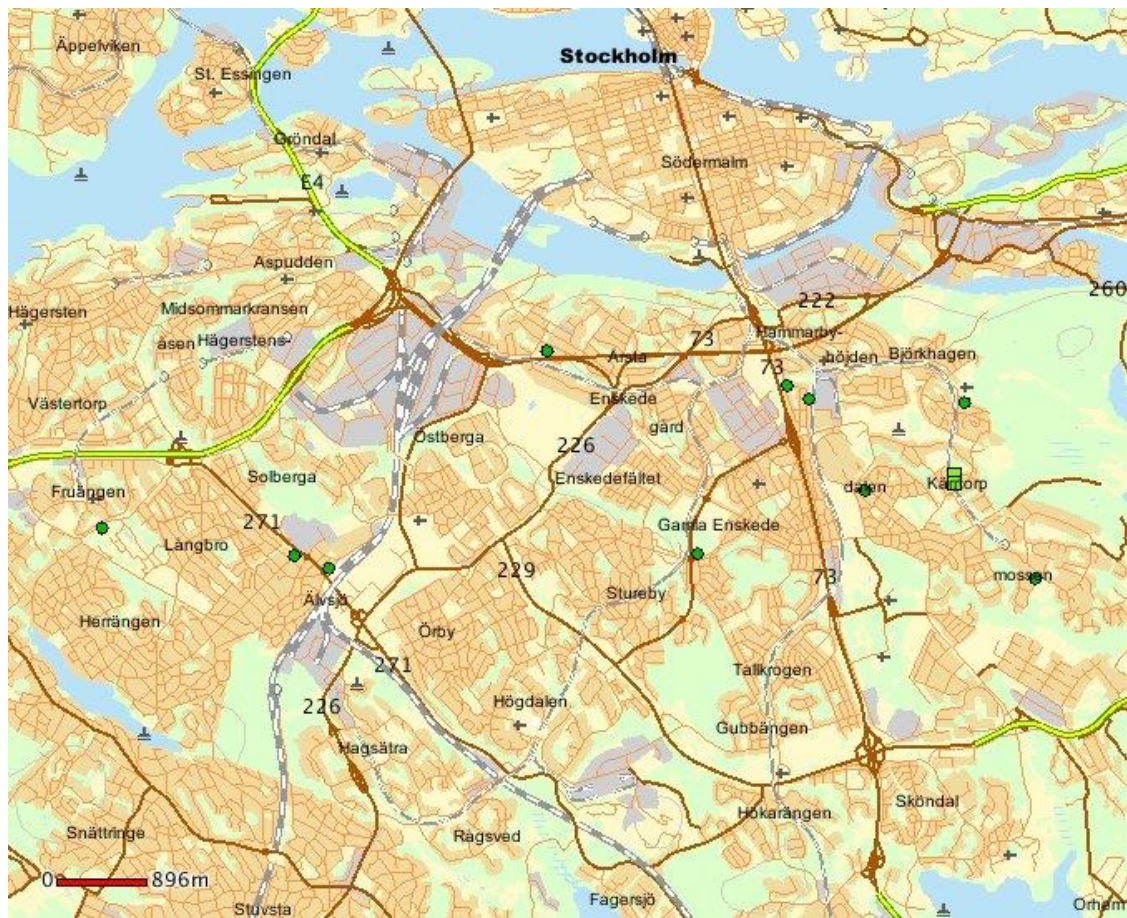 Äppelviken
St. Essingen
Stockholm
Gröndal
Södermalm
E4
Aspudden
Hägersten
Midsommarkransen
260
222
åsen
Hägerstens-
73
Hammarby-
höjden
Björkhagen
Årsta
73
Västertorp
Enskede
gård
Östberga
226
Solberga
Enskedefältet
Fruängen
dalen
Kärrtorp
271
Långbro
Gamla Enskede
229
73
mossen
Älvsjö
Stureby
Herrängen
Örby
271
Tallkrogen
226
Högdalen
Gubbängen
Hagsätra
Hökarängen
Sköndal
Snättringe
Rågsved
0
896m
Fagersjö
Stuvsta
Orhem